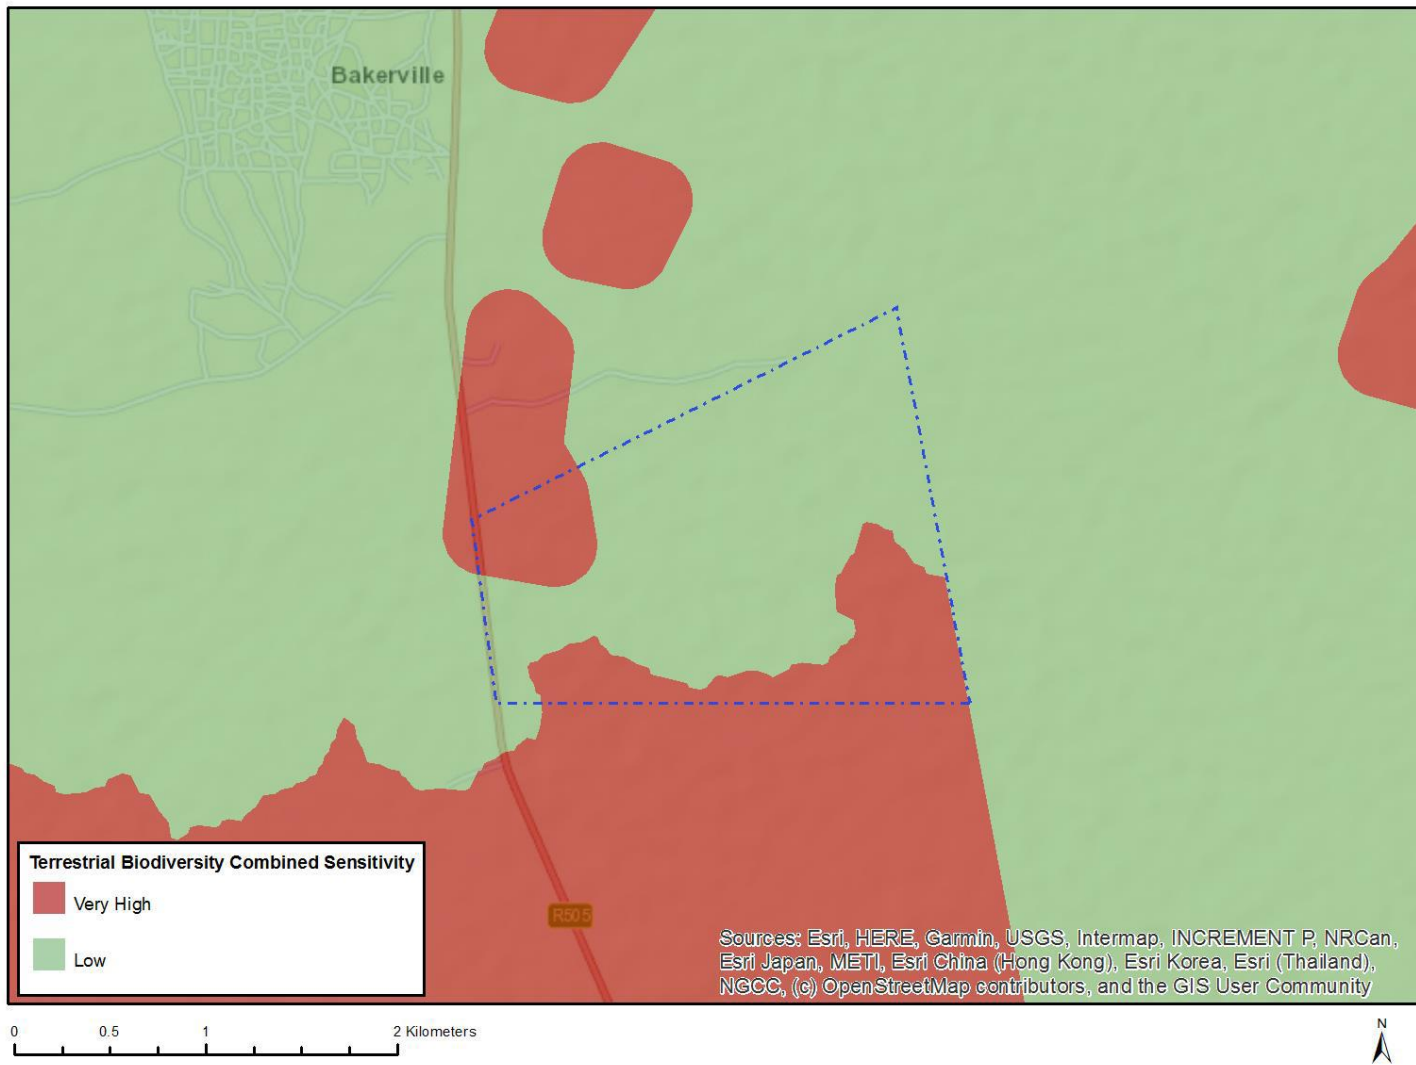 Bakerville
Terrestrial Biodiversity Combined Sensitivity
Very High
Low
R505
Sources: Esri, HERE, Garmin, USGS, Intermap, INCREMENT P, NRCan,
Esri Japan, METI, Esri China (Hong Kong), Esri Korea, Esri (Thailand),
NGCC, (c) OpenStreetMap contributors, and the GIS User Community
0 0.5 1 2 Kilometers
N